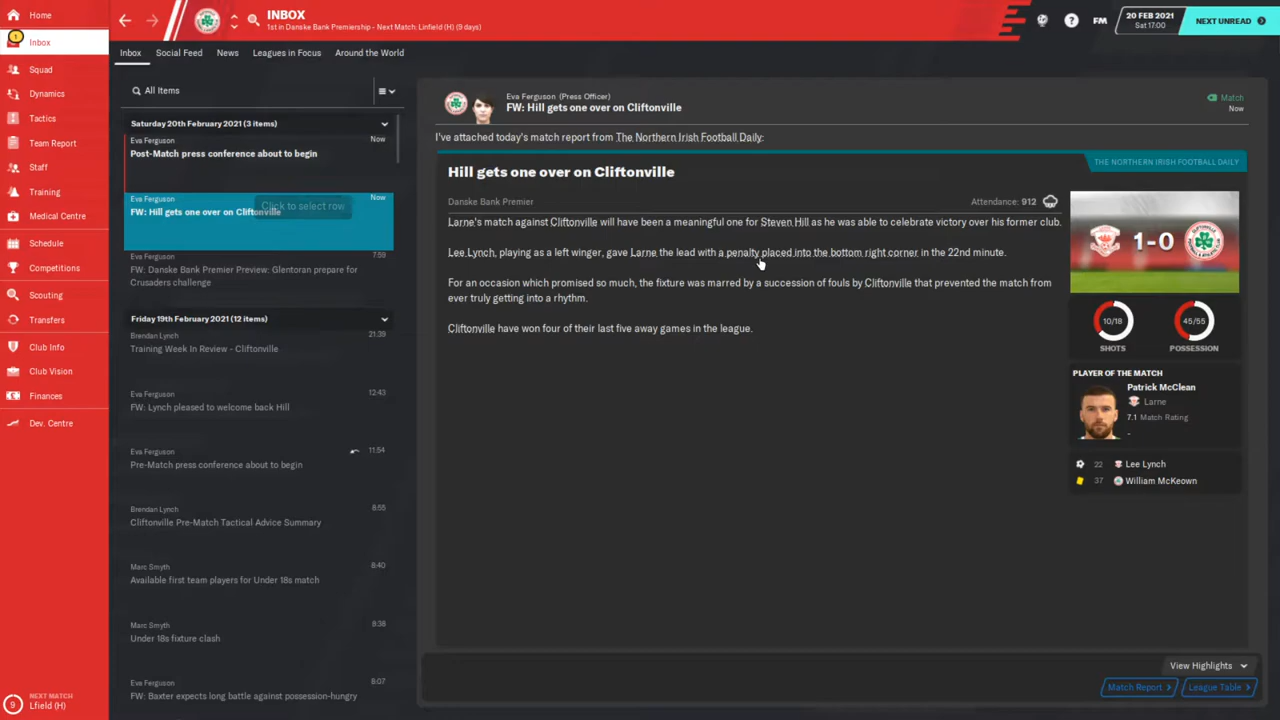 Home
Inbox
1
Squad
Dynamics
Tactics
Team Report
Staff
Training
Medical Centre
Schedule
Competitions
Scouting
Transfers
Club Info
Club Vision
Finances
Dev. Centre
9
NEXT MATCH
Lfield (H)
INBOX
1st in Danske Bank Premiership - Next Match: Linfield (H) (9 days)
?
FM
20 FEB 2021
Sat 17:00
NEXT UNREAD
Inbox
Social Feed
News
Leagues in Focus
Around the World
All Items
Saturday 20th February 2021 (3 items)
Eva Ferguson
Now
Post-Match press conference about to begin
Eva Ferguson
Now
FW: Hill gets one over on Cliftonville
Click to select row
Eva Ferguson
7:59
FW: Danske Bank Premier Preview: Glentoran prepare for
Crusaders challenge
Friday 19th February 2021 (12 items)
Brendan Lynch
21:39
Training Week In Review - Cliftonville
Eva Ferguson
12:43
FW: Lynch pleased to welcome back Hill
Eva Ferguson
11:54
Pre-Match press conference about to begin
Brendan Lynch
8:55
Cliftonville Pre-Match Tactical Advice Summary
Marc Smyth
8:40
Available first team players for Under 18s match
Marc Smyth
8:38
Under 18s fixture clash
Eva Ferguson
8:07
FW: Baxter expects long battle against possession-hungry
Eva Ferguson (Press Officer)
FW: Hill gets one over on Cliftonville
Match
Now
I've attached today's match report from The Northern Irish Football Daily:
THE NORTHERN IRISH FOOTBALL DAILY
Hill gets one over on Cliftonville
Danske Bank Premier
Attendance: 912
Larne's match against Cliftonville will have been a meaningful one for Steven Hill as he was able to celebrate victory over his former club.
Lee Lynch, playing as a left winger, gave Larne the lead with a penalty placed into the bottom right corner in the 22nd minute.
For an occasion which promised so much, the fixture was marred by a succession of fouls by Cliftonville that prevented the match from
ever truly getting into a rhythm.
Cliftonville have won four of their last five away games in the league.
1-0
10/18
SHOTS
45/55
POSSESSION
PLAYER OF THE MATCH
Patrick McClean
Larne
7.1 Match Rating
-
22 Lee Lynch
37 William McKeown
View Highlights
Match Report
League Table